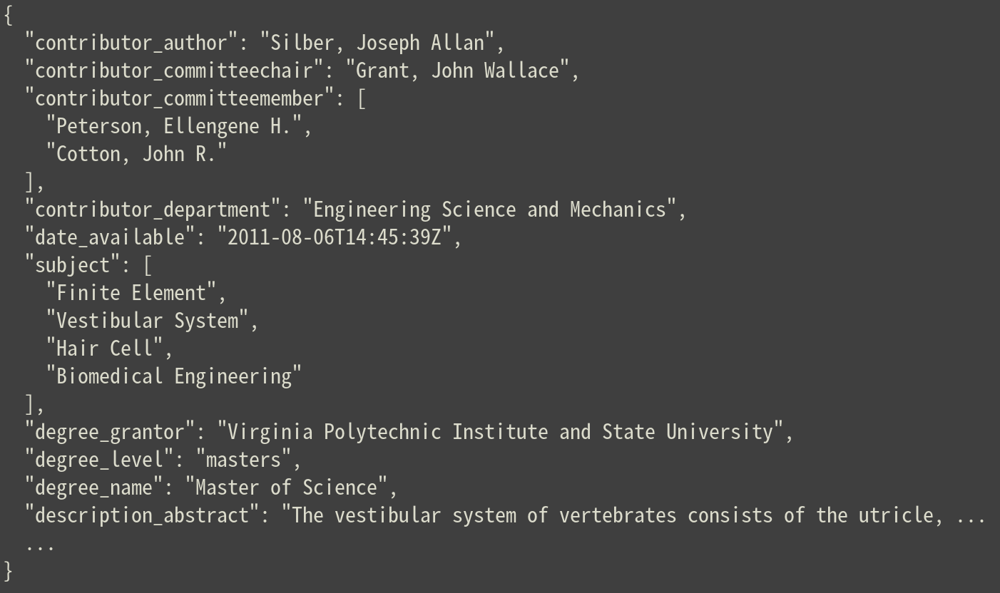 {
  "contributor_author": "Silber, Joseph Allan",
  "contributor_committeechair": "Grant, John Wallace",
  "contributor_committeemember": [
    "Peterson, Ellengene H.",
    "Cotton, John R."
  ],
  "contributor_department": "Engineering Science and Mechanics",
  "date_available": "2011-08-06T14:45:39Z",
  "subject": [
    "Finite Element",
    "Vestibular System",
    "Hair Cell",
    "Biomedical Engineering"
  ],
  "degree_grantor": "Virginia Polytechnic Institute and State University",
  "degree_level": "masters",
  "degree_name": "Master of Science",
  "description_abstract": "The vestibular system of vertebrates consists of the utricle, ...
  ...
}